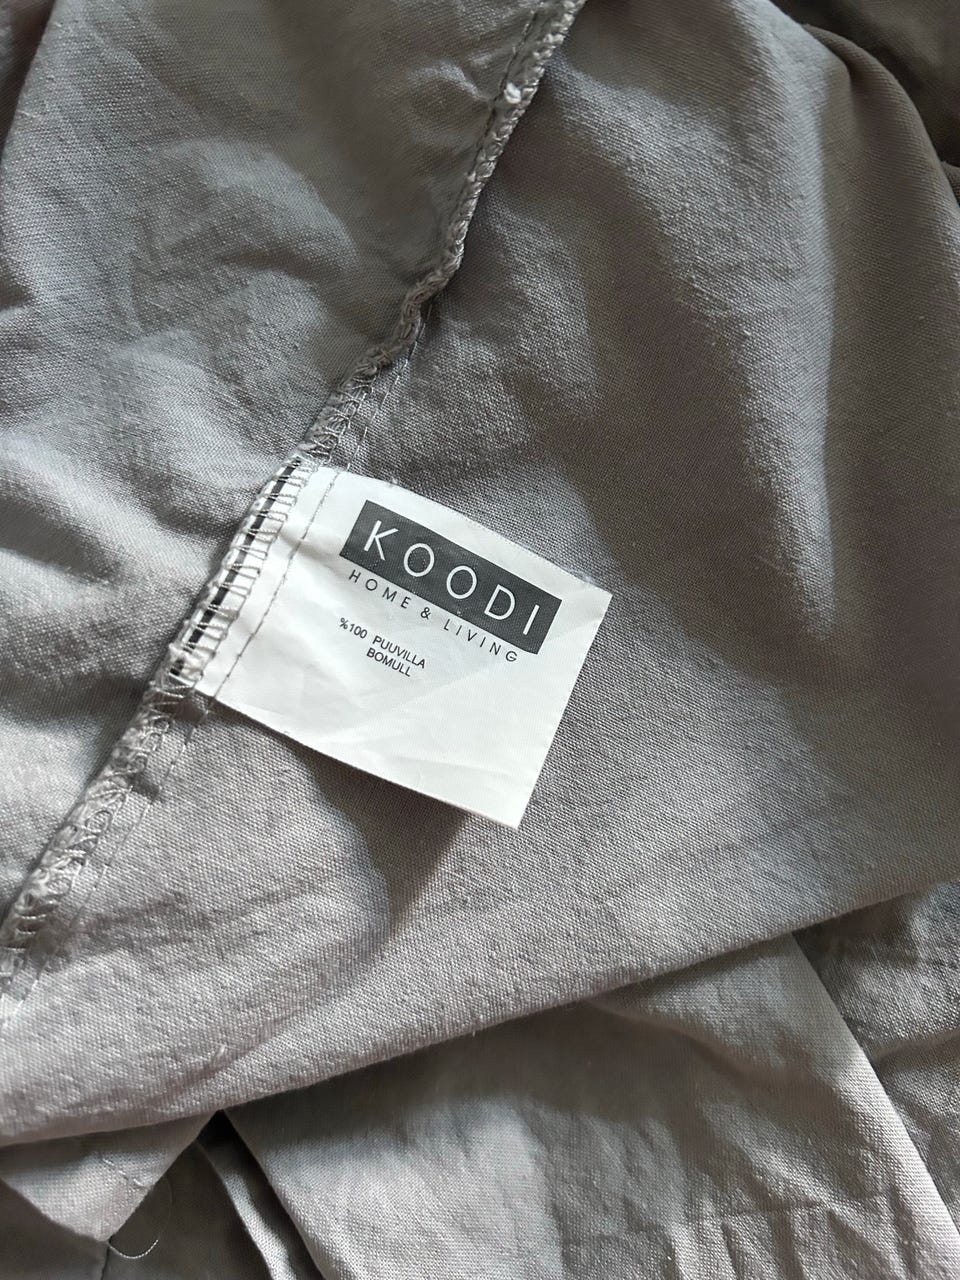 KOODI
HOME & LIVING
%100 PUUVILLA
BOMULL